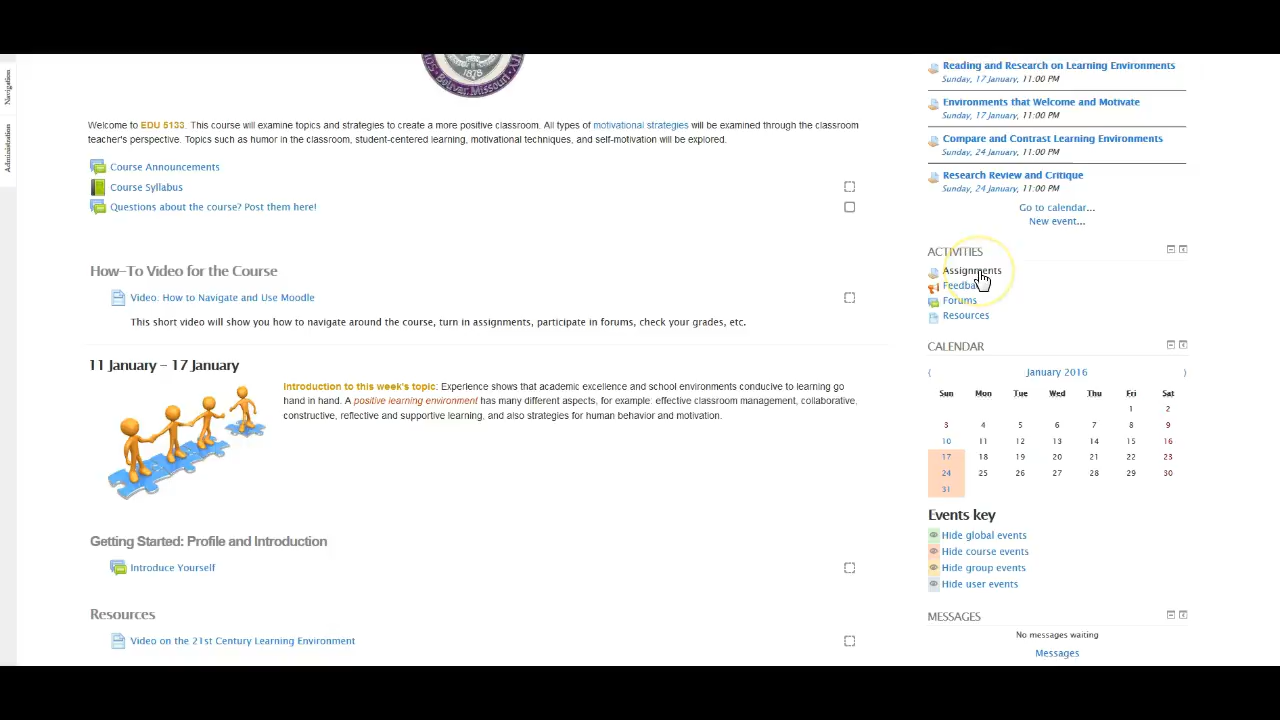 Navigation
Administration
1878
Bolivar, Missouri
Welcome to EDU 5133. This course will examine topics and strategies to create a more positive classroom. All types of motivational strategies will be examined through the classroom
teacher's perspective. Topics such as humor in the classroom, student-centered learning, motivational techniques, and self-motivation will be explored.
Course Announcements
Course Syllabus
Questions about the course? Post them here!
How-To Video for the Course
Video: How to Navigate and Use Moodle
This short video will show you how to navigate around the course, turn in assignments, participate in forums, check your grades, etc.
11 January - 17 January
Introduction to this week's topic: Experience shows that academic excellence and school environments conducive to learning go
hand in hand. A positive learning environment has many different aspects, for example: effective classroom management, collaborative,
constructive, reflective and supportive learning, and also strategies for human behavior and motivation.
Getting Started: Profile and Introduction
Introduce Yourself
Resources
Video on the 21st Century Learning Environment
Reading and Research on Learning Environments
Sunday, 17 January, 11:00 PM
Environments that Welcome and Motivate
Sunday, 17 January, 11:00 PM
Compare and Contrast Learning Environments
Sunday, 24 January, 11:00 PM
Research Review and Critique
Sunday, 24 January, 11:00 PM
Go to calendar...
New event...
ACTIVITIES
Assignments
Feedba
Forums
Resources
CALENDAR
January 2016
Sun Mon Tue Wed Thu Fri Sat
1 2
3 4 5 6 7 8 9
10 11 12 13 14 15 16
17 18 19 20 21 22 23
24 25 26 27 28 29 30
31
Events key
Hide global events
Hide course events
Hide group events
Hide user events
MESSAGES
No messages waiting
Messages